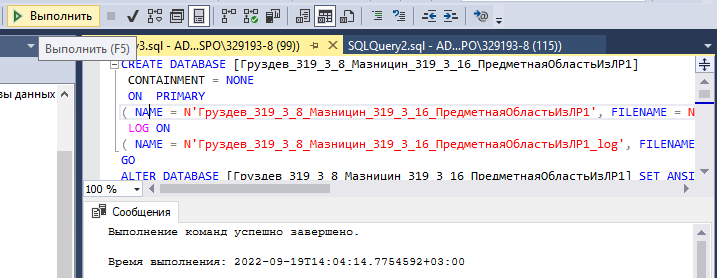 Выполнить
Выполнить (F5)
y3.sql - AD...SPO\329193-8 (99))
SQLQuery2.sql - AD...PO\329193-8 (115))
зы данных
CREATE DATABASE [Груздев_319_3_8_Мазницин_319_3_16_ПредметнаяОбластьИзЛР1]
CONTAINMENT = NONE
ON PRIMARY
( NAME = N'Груздев_319_3_8_Мазницин_319_3_16_ПредметнаяОбластьИзЛР1', FILENAME = N
LOG ON
( NAME = N'Груздев_319_3_8_Мазницин_319_3_16_ПредметнаяОбластьИзЛР1_log', FILENAME
GO
ALTER DATABASE [Груздев_319_3_8_Мазницин_319_3_16_ПредметнаяОбластьИзЛР1] SET ANSI
100 %
Сообщения
Выполнение команд успешно завершено.
Время выполнения: 2022-09-19T14:04:14.7754592+03:00